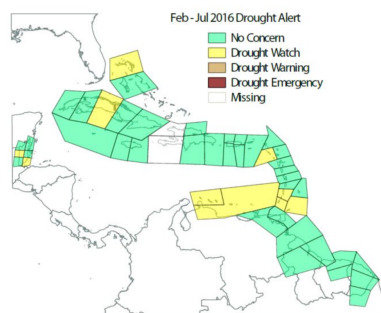 Feb - Jul 2016 Drought Alert
No Concern
Drought Watch
Drought Warning
Drought Emergency
Missing